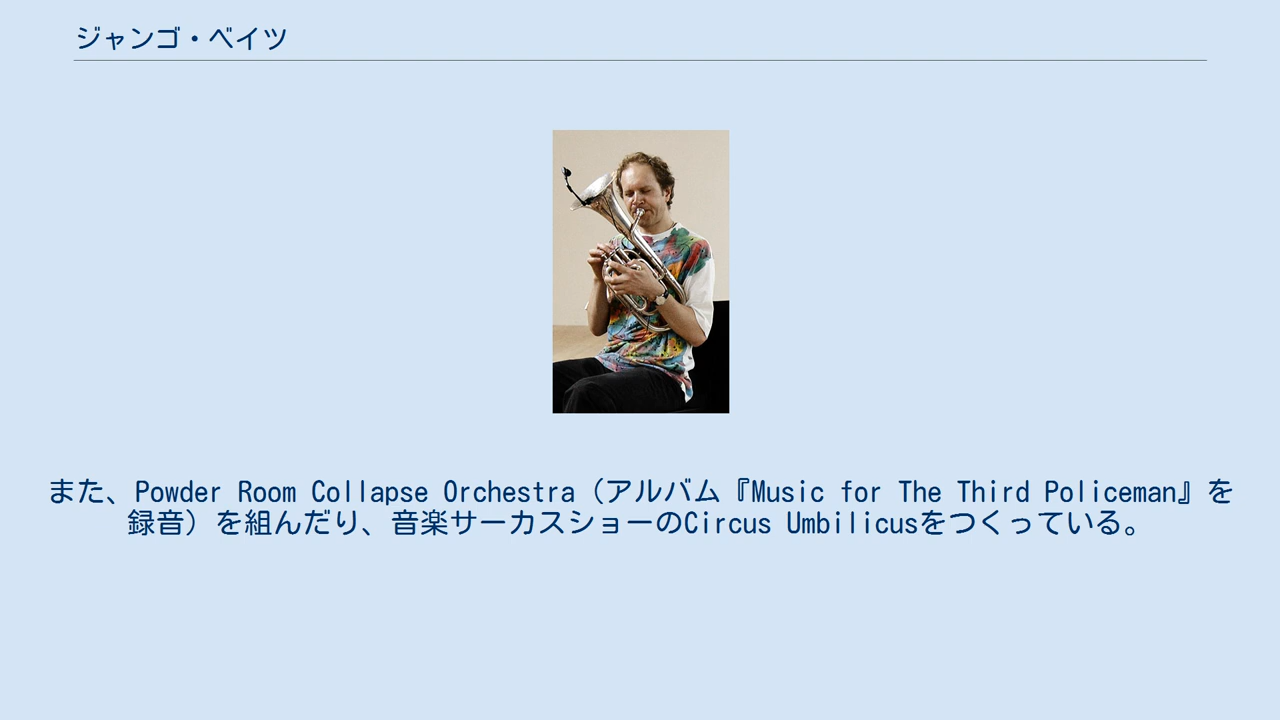 ジャンゴ・ベイツ
また、Powder Room Collapse Orchestra（アルバム『Music for The Third Policeman』を
録音）を組んだり、音楽サーカスショーのCircus Umbilicusをつくっている。